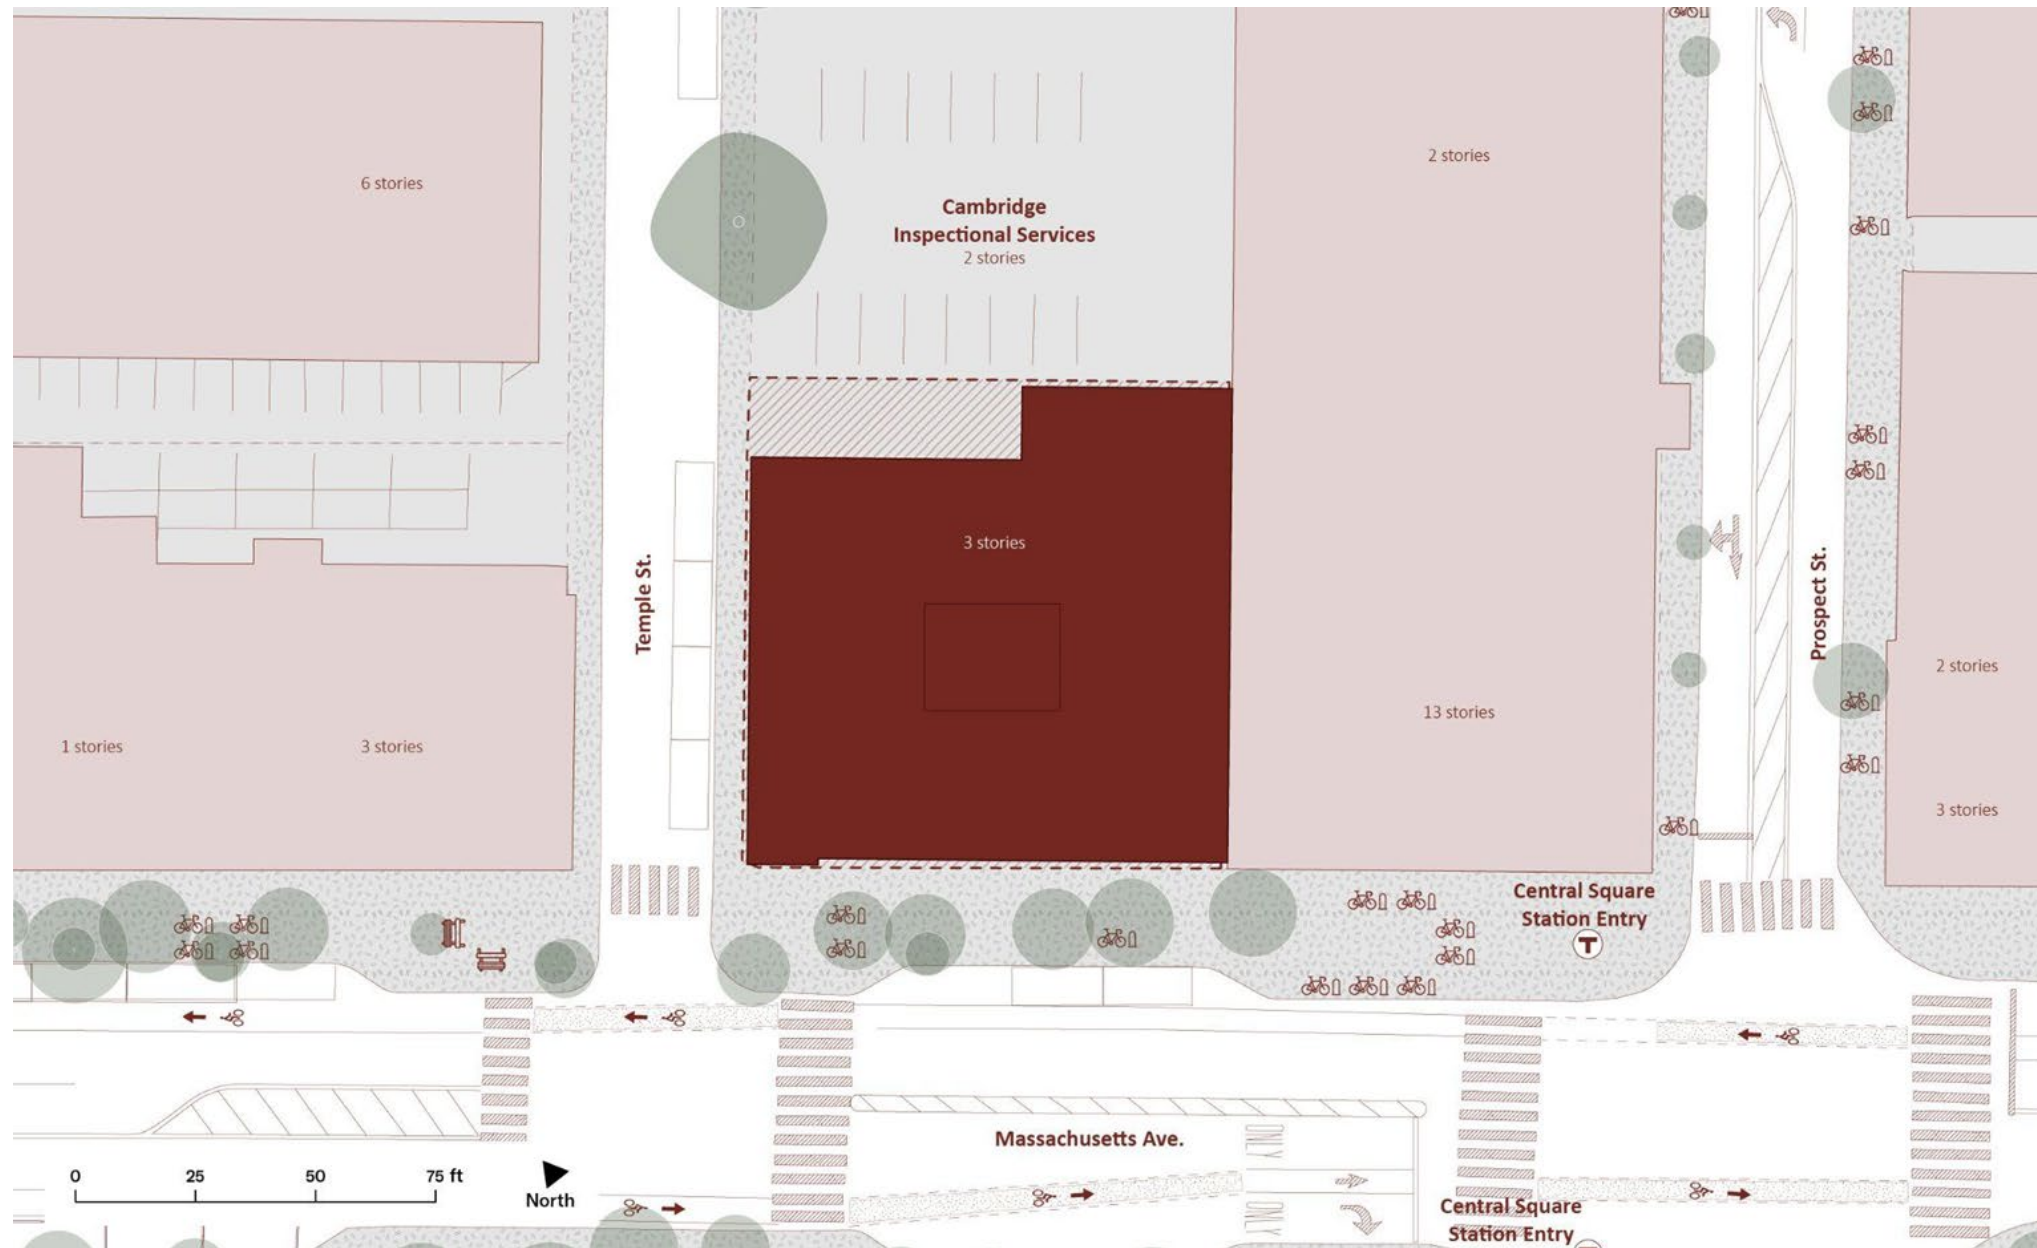 6 stories
2 stories
Cambridge
Inspectional Services
2 stories
3 stories
Temple St.
Prospect St.
2 stories
13 stories
1 stories
3 stories
3 stories
Central Square
Station Entry
T
Massachusetts Ave.
ONLY
ONLY
0 25 50 75 ft
North
Central Square
Station Entry